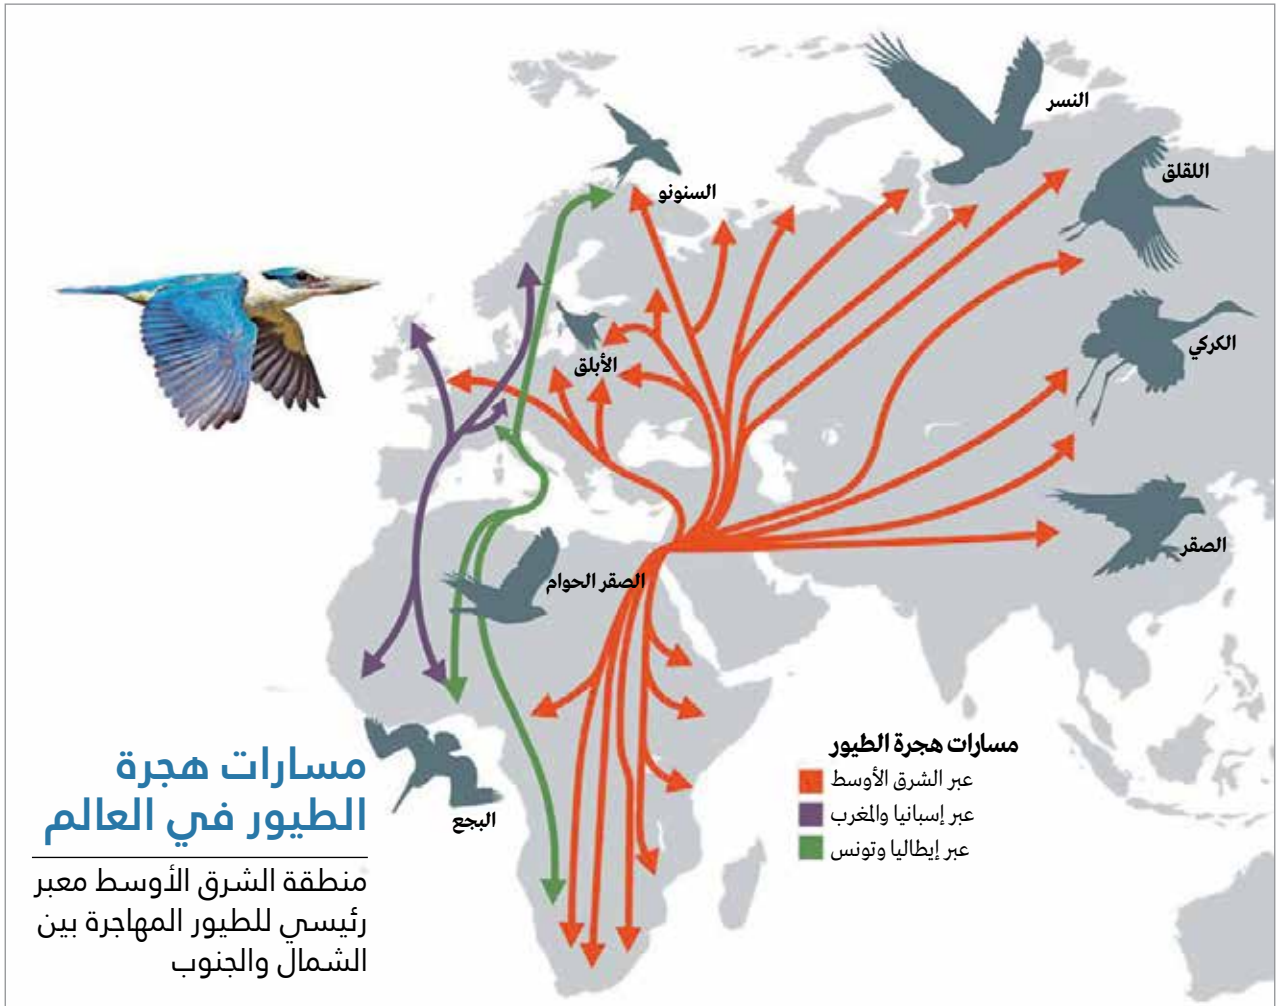 النسر
اللقلق
السنونو
الكركي
الأبلق
الصقر
الصقر الحوام
البجع
مسارات هجرة الطيور
عبر الشرق الأوسط
عبر إسبانيا والمغرب
عبر إيطاليا وتونس
مسارات هجرة
الطيور في العالم
منطقة الشرق الأوسط معبر
رئيسي للطيور المهاجرة بين
الشمال والجنوب